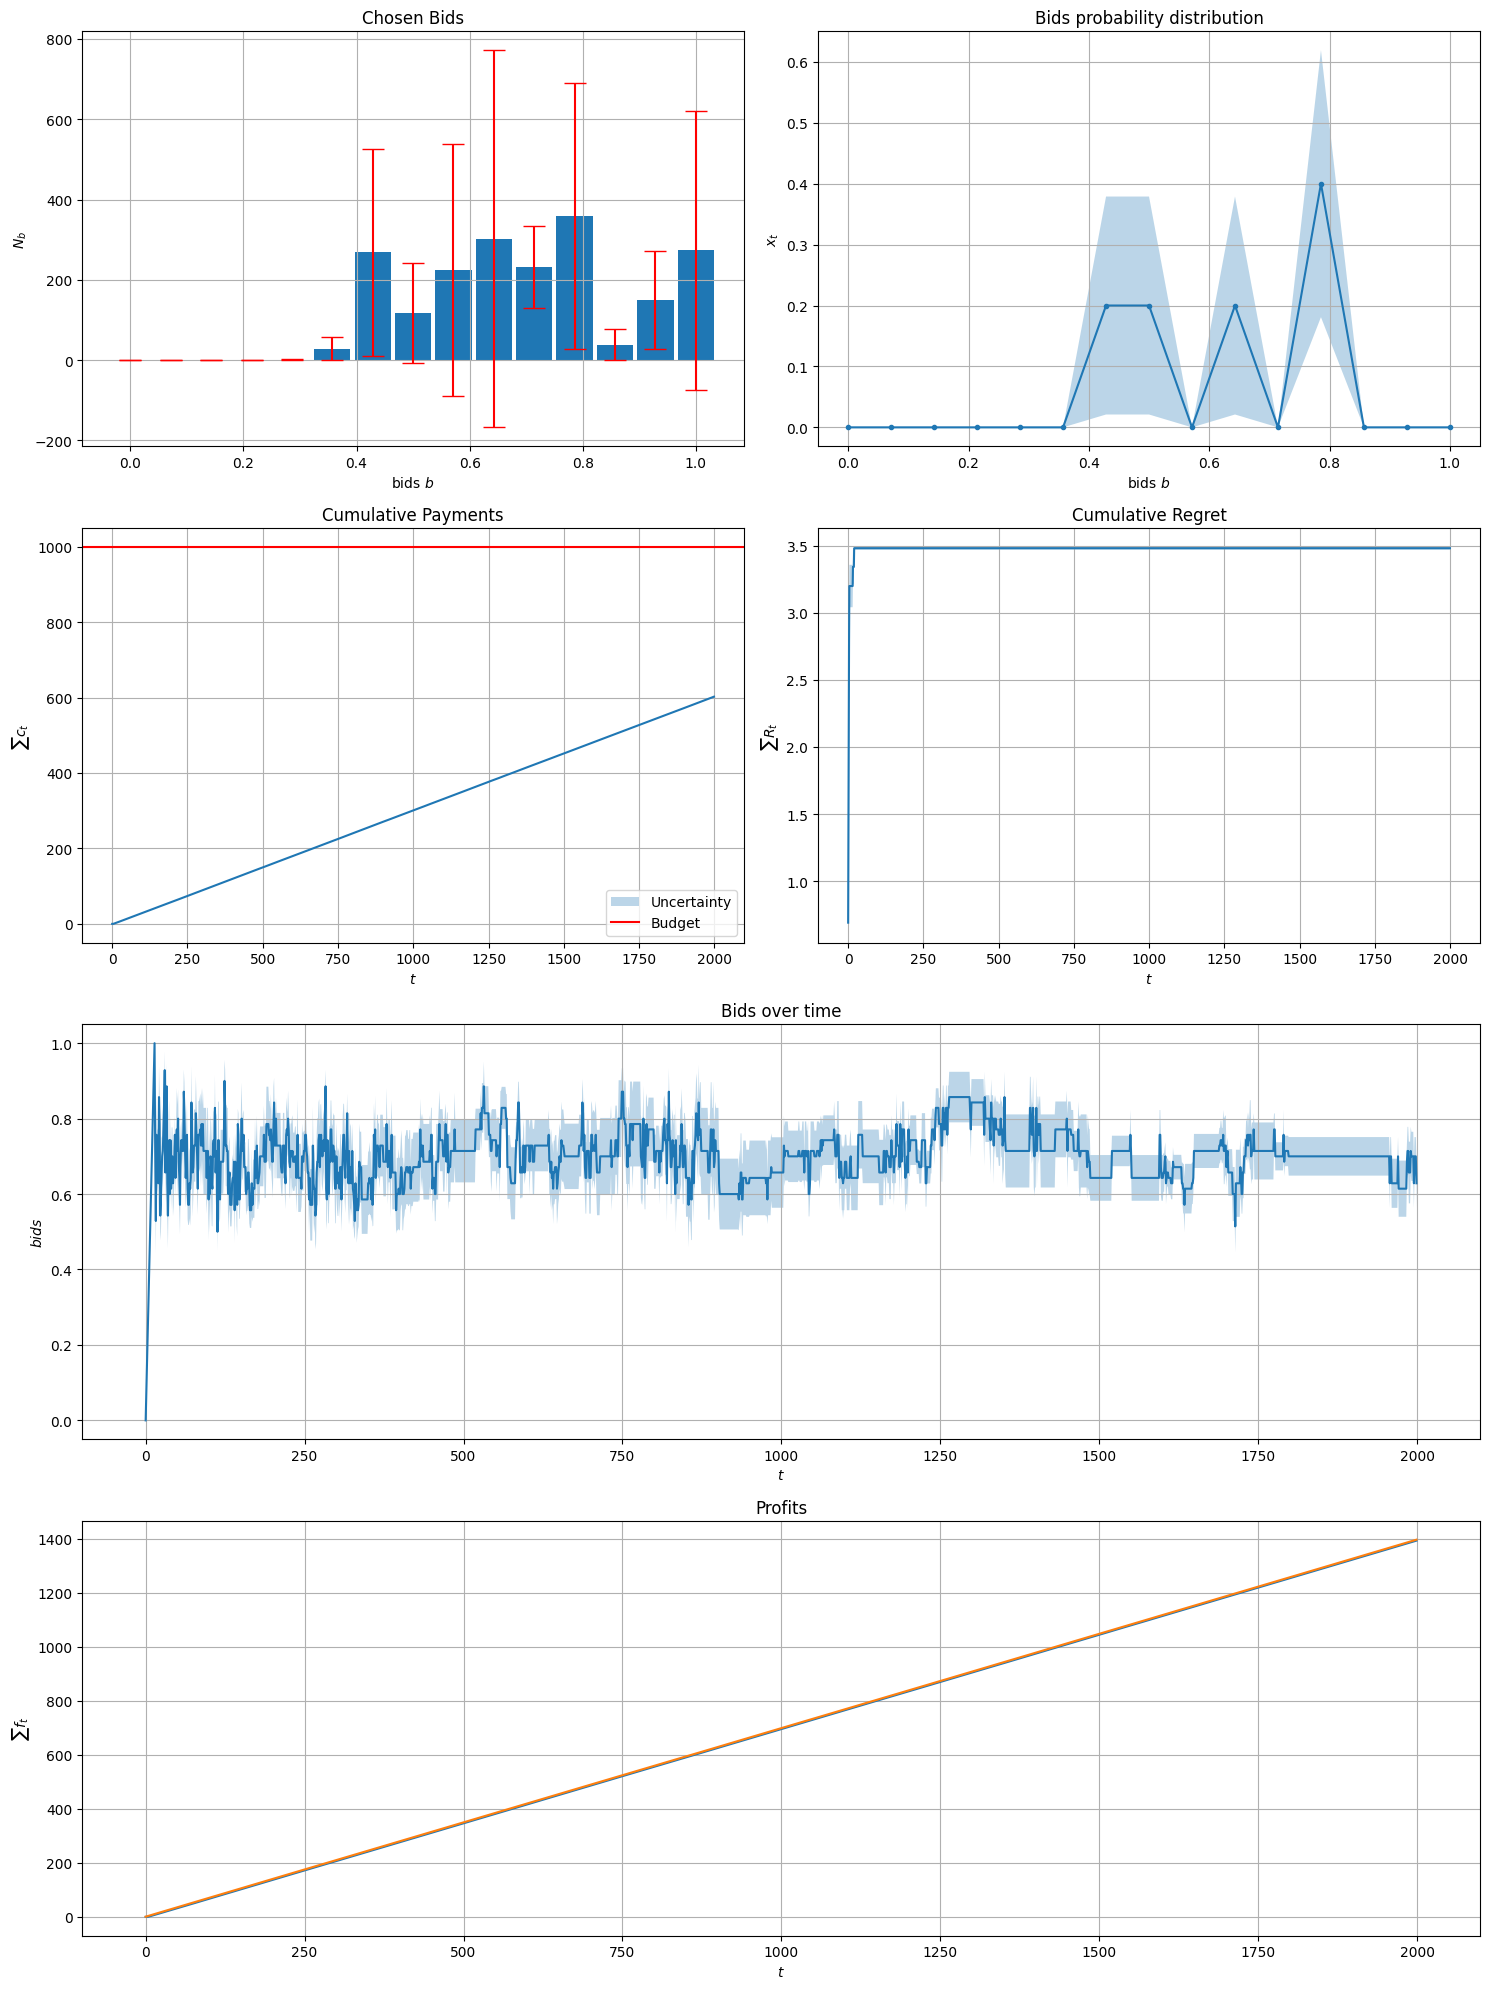 Chosen Bids
800
600
400
200
0
−200
N_b
0.0 0.2 0.4 0.6 0.8 1.0
bids b
Bids probability distribution
0.6
0.5
0.4
0.3
0.2
0.1
0.0
x_t
0.0 0.2 0.4 0.6 0.8 1.0
bids b
Cumulative Payments
1000
800
600
400
200
0
∑c_t
Uncertainty
Budget
0 250 500 750 1000 1250 1500 1750 2000
t
Cumulative Regret
3.5
3.0
2.5
2.0
1.5
1.0
∑R_t
0 250 500 750 1000 1250 1500 1750 2000
t
Bids over time
1.0
0.8
0.6
0.4
0.2
0.0
bids
0 250 500 750 1000 1250 1500 1750 2000
t
Profits
1400
1200
1000
800
600
400
200
0
∑f_t
0 250 500 750 1000 1250 1500 1750 2000
t